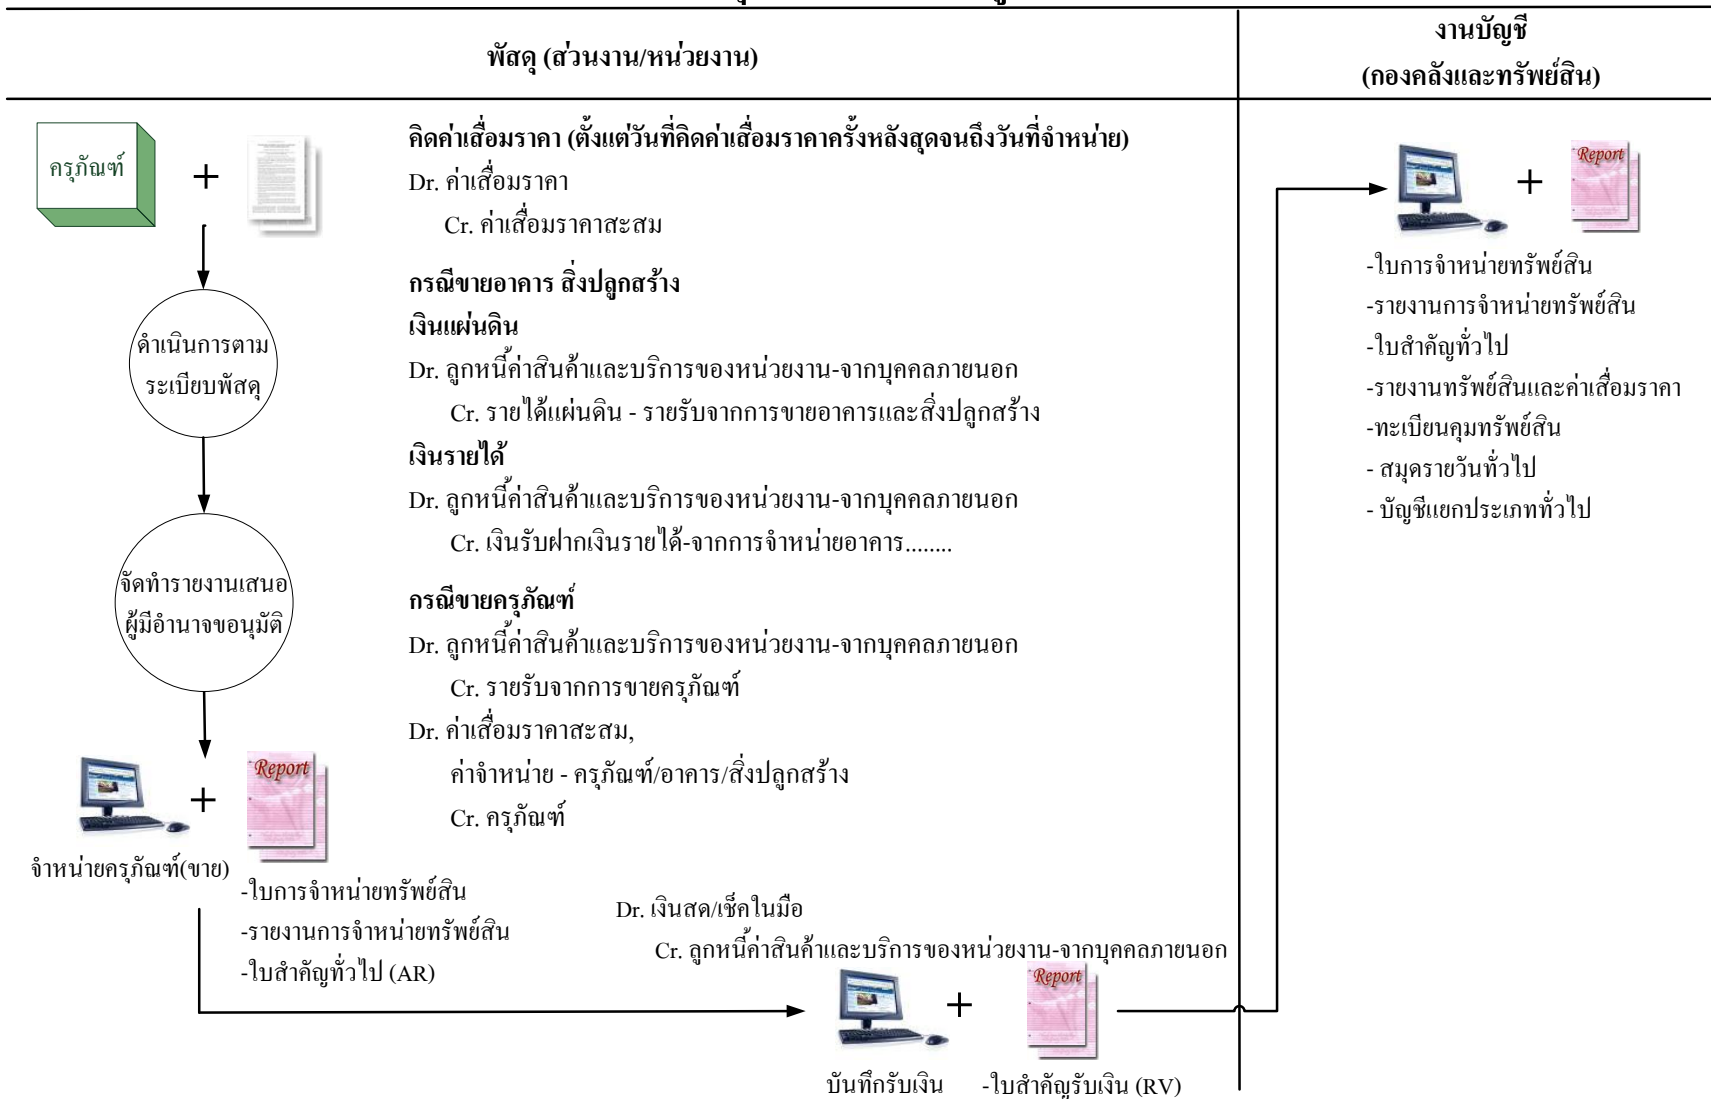 พัสดุ (ส่วนงาน/หน่วยงาน)
งานบัญชี
(กองคลังและทรัพย์สิน)
ครุภัณฑ์
+
ดำเนินการตาม
ระเบียบพัสดุ
จัดทำรายงานเสนอ
ผู้มีอำนาจขออนุมัติ
+
Report
จำหน่ายครุภัณฑ์(ขาย)
-ใบการจำหน่ายทรัพย์สิน
-รายงานการจำหน่ายทรัพย์สิน
-ใบสำคัญทั่วไป (AR)
คิดค่าเสื่อมราคา (ตั้งแต่วันที่คิดค่าเสื่อมราคาครั้งหลังสุดจนถึงวันที่จำหน่าย)
Dr. ค่าเสื่อมราคา
Cr. ค่าเสื่อมราคาสะสม
กรณีขายอาคาร สิ่งปลูกสร้าง
เงินแผ่นดิน
Dr. ลูกหนี้ค่าสินค้าและบริการของหน่วยงาน-จากบุคคลภายนอก
Cr. รายได้แผ่นดิน - รายรับจากการขายอาคารและสิ่งปลูกสร้าง
เงินรายได้
Dr. ลูกหนี้ค่าสินค้าและบริการของหน่วยงาน-จากบุคคลภายนอก
Cr. เงินรับฝากเงินรายได้-จากการจำหน่ายอาคาร........
กรณีขายครุภัณฑ์
Dr. ลูกหนี้ค่าสินค้าและบริการของหน่วยงาน-จากบุคคลภายนอก
Cr. รายรับจากการขายครุภัณฑ์
Dr. ค่าเสื่อมราคาสะสม,
ค่าจำหน่าย - ครุภัณฑ์/อาคาร/สิ่งปลูกสร้าง
Cr. ครุภัณฑ์
Dr. เงินสด/เช็คในมือ
Cr. ลูกหนี้ค่าสินค้าและบริการของหน่วยงาน-จากบุคคลภายนอก
+
Report
บันทึกรับเงิน
-ใบสำคัญรับเงิน (RV)
+
Report
-ใบการจำหน่ายทรัพย์สิน
-รายงานการจำหน่ายทรัพย์สิน
-ใบสำคัญทั่วไป
-รายงานทรัพย์สินและค่าเสื่อมราคา
-ทะเบียนคุมทรัพย์สิน
- สมุดรายวันทั่วไป
- บัญชีแยกประเภททั่วไป